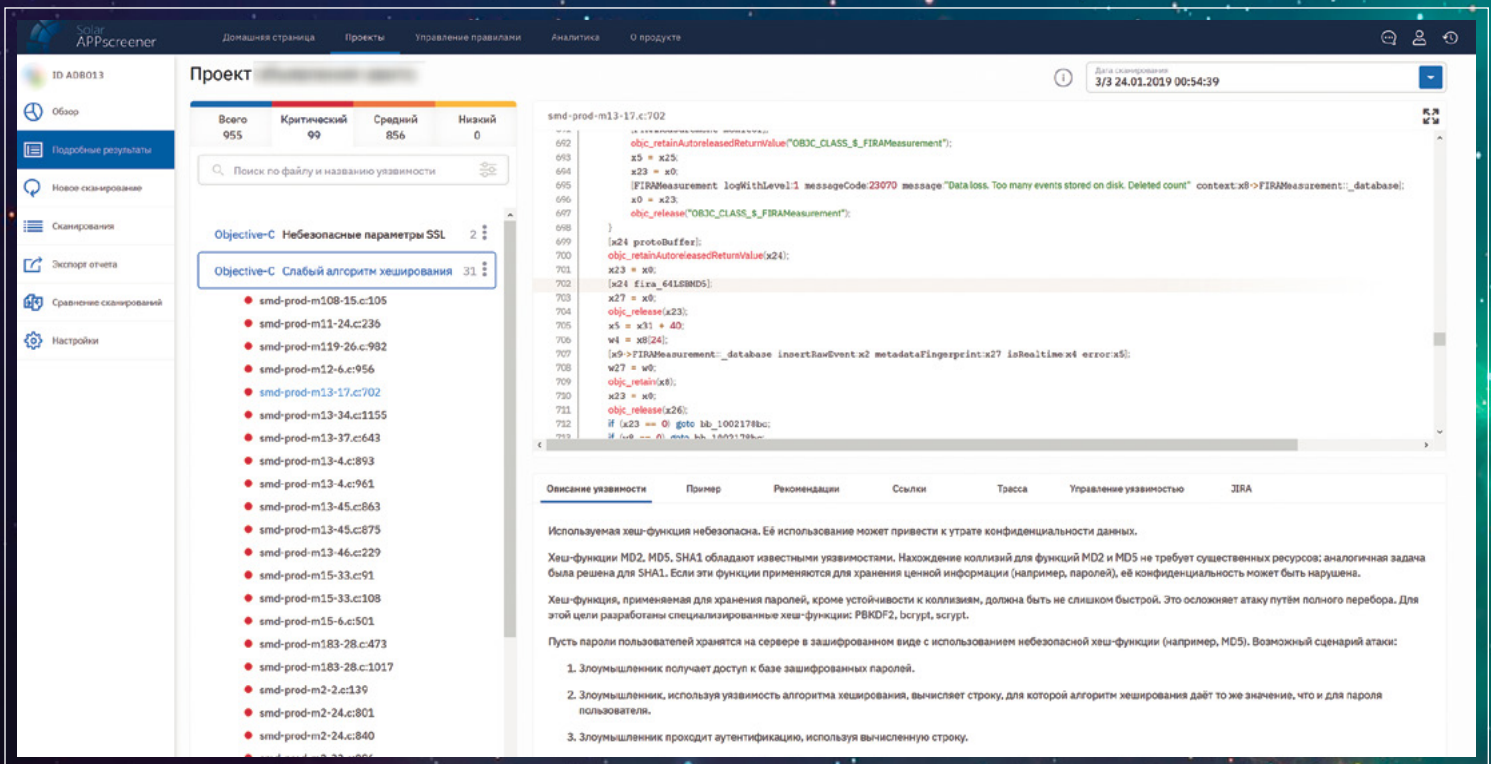 Solar
APPscreener
Домашняя страница
Проекты
Управление правилами
Аналитика
О продукте
ID ADB013
Обзор
Подробные результаты
Новое сканирование
Сканирования
Экспорт отчета
Сравнение сканирований
Настройки
Проект
Дата сканирования
3/3 24.01.2019 00:54:39
Всего
955
Критический
99
Средний
856
Низкий
0
Поиск по файлу и названию уязвимости
Objective-C Небезопасные параметры SSL 2
Objective-C Слабый алгоритм хеширования 31
smd-prod-m108-15.c:105
smd-prod-m11-24.c:236
smd-prod-m119-26.c:982
smd-prod-m12-6.c:956
smd-prod-m13-17.c:702
smd-prod-m13-34.c:1155
smd-prod-m13-37.c:643
smd-prod-m13-4.c:893
smd-prod-m13-4.c:961
smd-prod-m13-45.c:863
smd-prod-m13-45.c:875
smd-prod-m13-46.c:229
smd-prod-m15-33.c:91
smd-prod-m15-33.c:108
smd-prod-m15-6.c:501
smd-prod-m183-28.c:473
smd-prod-m183-28.c:1017
smd-prod-m2-2.c:139
smd-prod-m2-24.c:801
smd-prod-m2-24.c:840
smd-prod-m13-17.c:702
692 objc_retainAutoreleasedReturnValue("OBJC_CLASS_$_FIRAMeasurement");
693 x5 = x25;
694 x23 = x0;
695 [FIRAMeasurement logWithLevel:1 messageCode:23070 message:"Data loss. Too many events stored on disk. Deleted count" context:x8->FIRAMeasurement::_database];
696 x0 = x23;
697 objc_release("OBJC_CLASS_$_FIRAMeasurement");
698 }
699 [x24 protoBuffer];
700 objc_retainAutoreleasedReturnValue(x24);
701 x23 = x0;
702 [x24 fira_64LSBMD5];
703 x27 = x0;
704 objc_release(x23);
705 x5 = x31 + 40;
706 w4 = x8[24];
707 [x9->FIRAMeasurement::_database insertRawEvent:x2 metadataFingerprint:x27 isRealtime:x4 error:x5];
708 w27 = w0;
709 objc_retain(x8);
710 x23 = x0;
711 objc_release(x26);
712 if (x23 == 0) goto bb_1002178bc;
Описание уязвимости
Пример
Рекомендации
Ссылки
Трасса
Управление уязвимостью
JIRA
Используемая хеш-функция небезопасна. Её использование может привести к утрате конфиденциальности данных.
Хеш-функции MD2, MD5, SHA1 обладают известными уязвимостями. Нахождение коллизий для функций MD2 и MD5 не требует существенных ресурсов; аналогичная задача
была решена для SHA1. Если эти функции применяются для хранения ценной информации (например, паролей), её конфиденциальность может быть нарушена.
Хеш-функция, применяемая для хранения паролей, кроме устойчивости к коллизиям, должна быть не слишком быстрой. Это осложняет атаку путём полного перебора. Для
этой цели разработаны специализированные хеш-функции: PBKDF2, bcrypt, scrypt.
Пусть пароли пользователей хранятся на сервере в зашифрованном виде с использованием небезопасной хеш-функции (например, MD5). Возможный сценарий атаки:
1. Злоумышленник получает доступ к базе зашифрованных паролей.
2. Злоумышленник, используя уязвимость алгоритма хеширования, вычисляет строку, для которой алгоритм хеширования даёт то же значение, что и для пароля
пользователя.
3. Злоумышленник проходит аутентификацию, используя вычисленную строку.